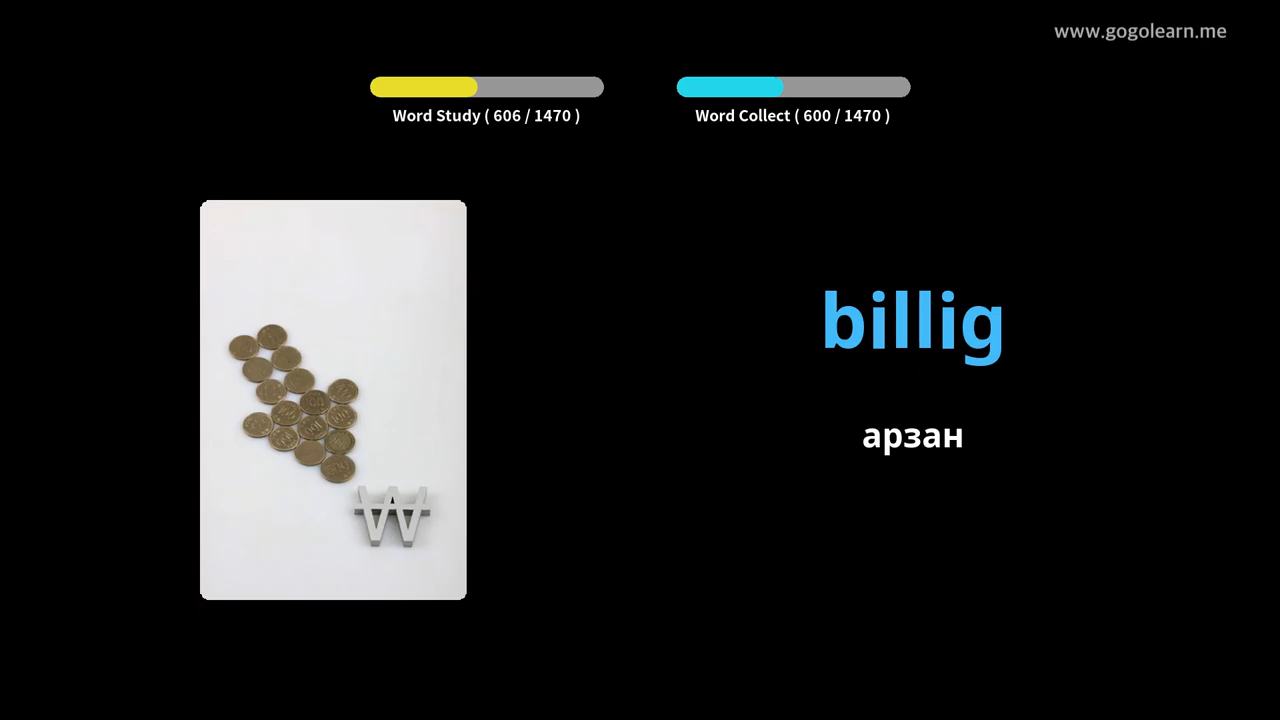 www.gogolearn.me
Word Study ( 606 / 1470 )
Word Collect ( 600 / 1470 )
billig
арзан
₩